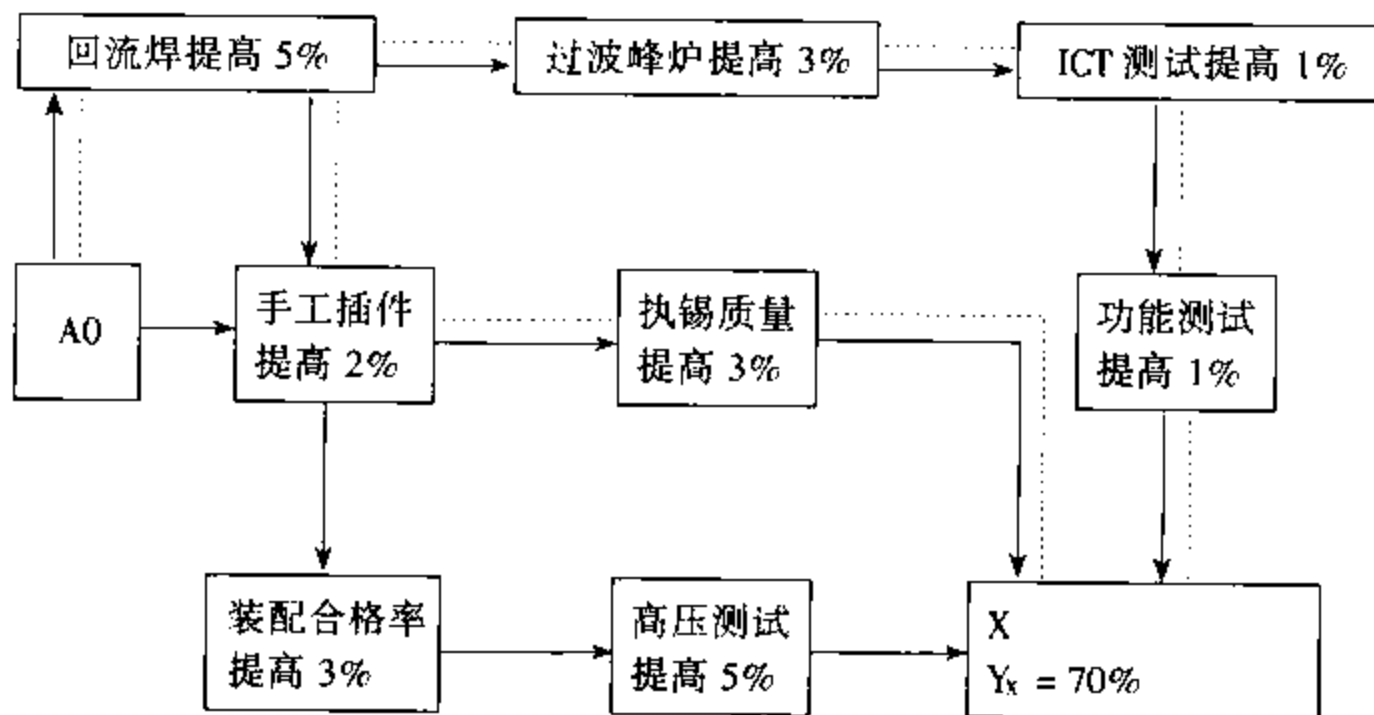 回流焊提高 5%
过波峰炉提高 3%
ICT 测试提高 1%
A0
手工插件
提高 2%
执锡质量
提高 3%
功能测试
提高 1%
装配合格率
提高 3%
高压测试
提高 5%
X
Yx = 70%